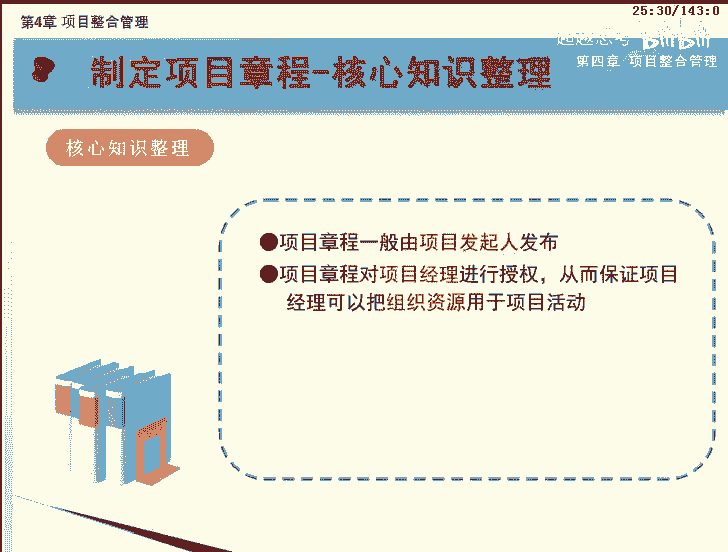 25:30/143:0
第4章 项目整合管理
bilibili
第四章 项目整合管理
制定项目章程-核心知识整理
核心知识整理
●项目章程一般由项目发起人发布
●项目章程对项目经理进行授权，从而保证项目
经理可以把组织资源用于项目活动